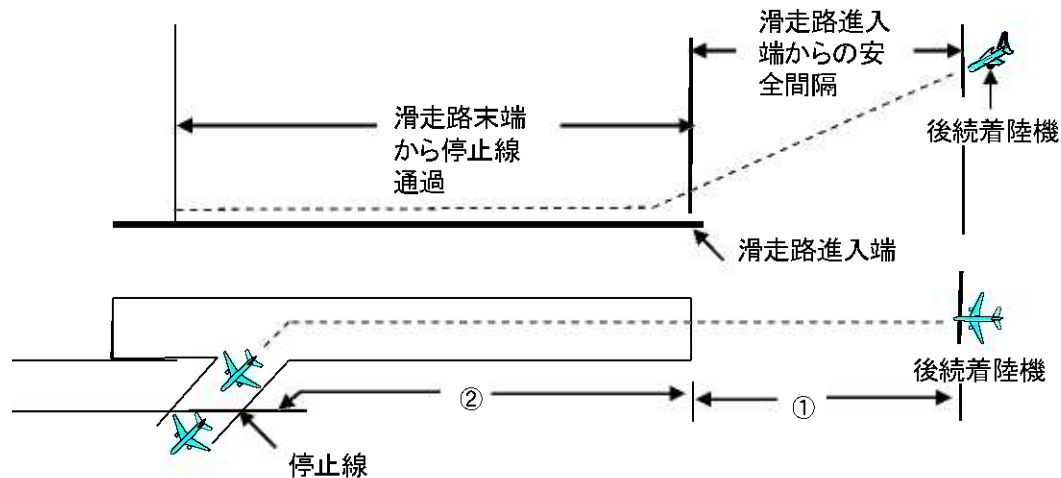 滑走路進入
端からの安
全間隔
滑走路末端
から停止線
通過
後続着陸機
滑走路進入端
後続着陸機
②
①
停止線